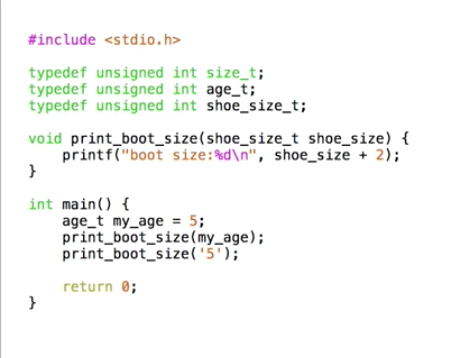 #include <stdio.h>
typedef unsigned int size_t;
typedef unsigned int age_t;
typedef unsigned int shoe_size_t;
void print_boot_size(shoe_size_t shoe_size) {
    printf("boot size:%d\n", shoe_size + 2);
}
int main() {
    age_t my_age = 5;
    print_boot_size(my_age);
    print_boot_size('5');
    return 0;
}